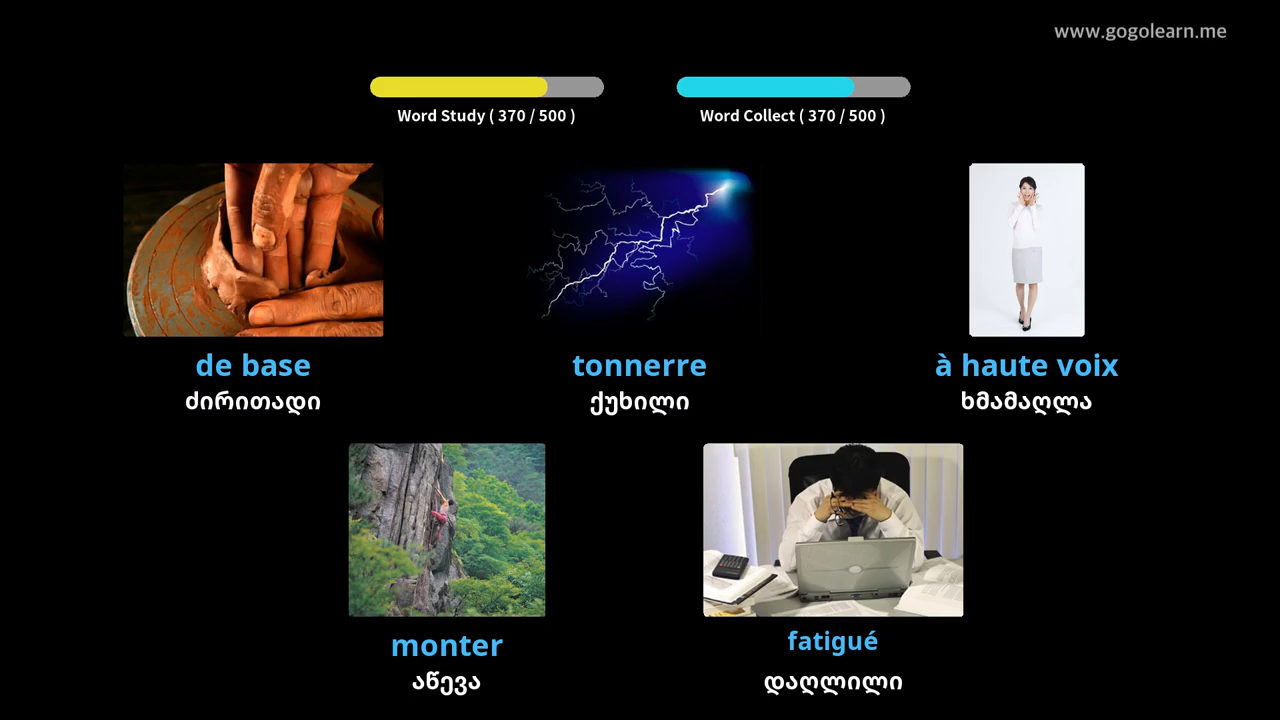 www.gogolearn.me
Word Study ( 370 / 500 )
Word Collect ( 370 / 500 )
de base
ძირითადი
tonnerre
ქუხილი
à haute voix
ხმამაღლა
monter
აწევა
fatigué
დაღლილი